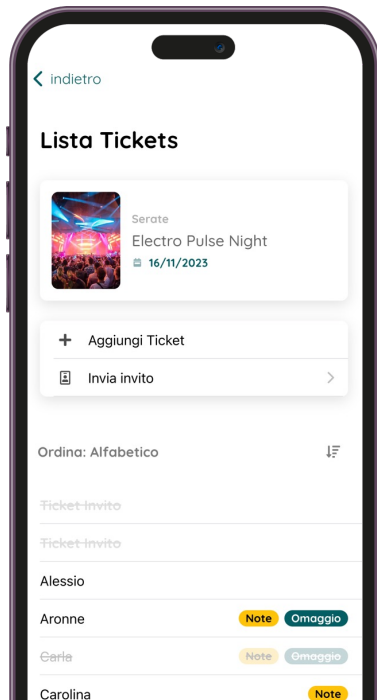 indietro
Lista Tickets
Serate
Electro Pulse Night
16/11/2023
Aggiungi Ticket
Invia invito
Ordina: Alfabetico
Ticket Invito
Ticket Invito
Alessio
Aronne Note Omaggio
Carla Note Omaggio
Carolina Note